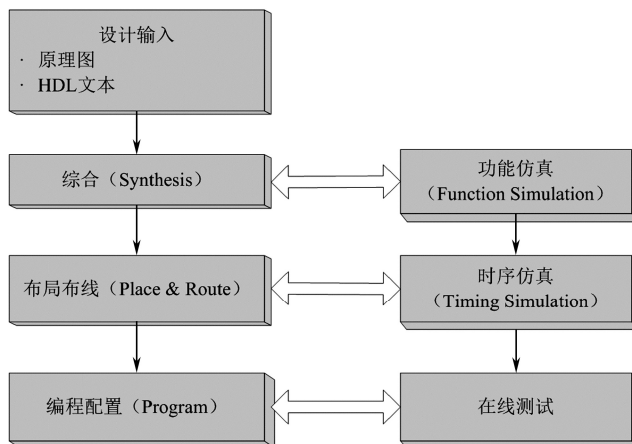 设计输入
· 原理图
· HDL文本
综合（Synthesis）
功能仿真
（Function Simulation）
布局布线（Place & Route）
时序仿真
（Timing Simulation）
编程配置（Program）
在线测试